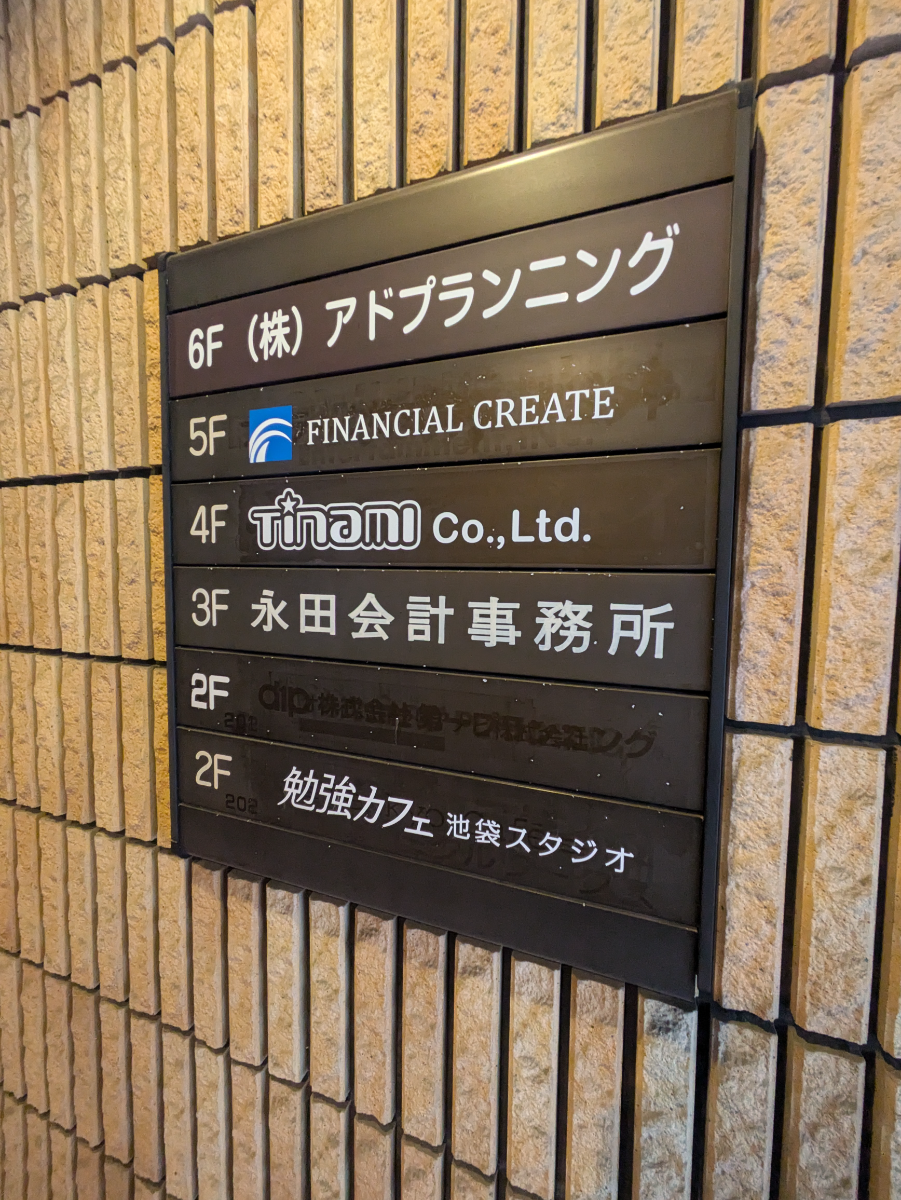 6F (株) アドプランニング
5F FINANCIAL CREATE
4F Tinami Co.,Ltd.
3F 永田会計事務所
2F
202
2F 勉強カフェ 池袋スタジオ
202